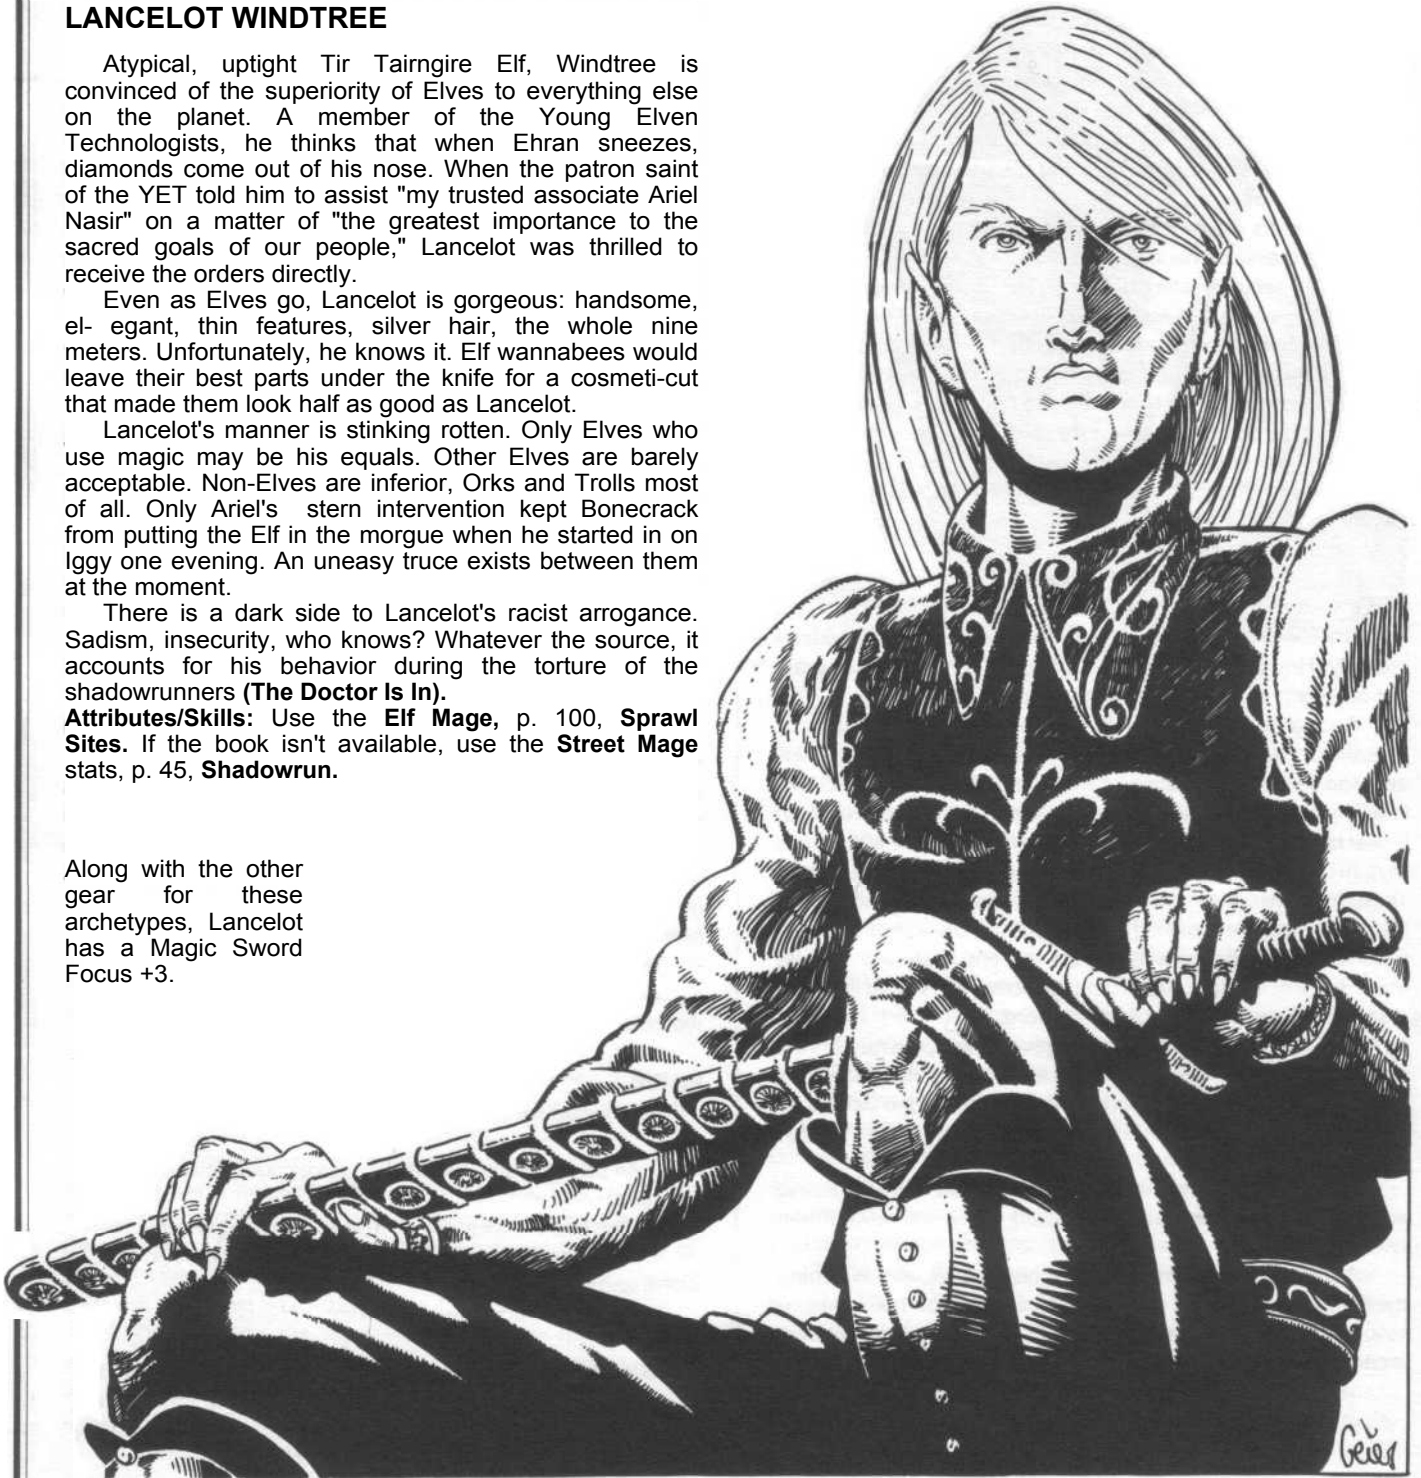 LANCELOT WINDTREE
Atypical, uptight Tir Tairngire Elf, Windtree is
convinced of the superiority of Elves to everything else
on the planet. A member of the Young Elven
Technologists, he thinks that when Ehran sneezes,
diamonds come out of his nose. When the patron saint
of the YET told him to assist "my trusted associate Ariel
Nasir" on a matter of "the greatest importance to the
sacred goals of our people," Lancelot was thrilled to
receive the orders directly.
Even as Elves go, Lancelot is gorgeous: handsome,
el- egant, thin features, silver hair, the whole nine
meters. Unfortunately, he knows it. Elf wannabees would
leave their best parts under the knife for a cosmeti-cut
that made them look half as good as Lancelot.
Lancelot's manner is stinking rotten. Only Elves who
use magic may be his equals. Other Elves are barely
acceptable. Non-Elves are inferior, Orks and Trolls most
of all. Only Ariel's stern intervention kept Bonecrack
from putting the Elf in the morgue when he started in on
Iggy one evening. An uneasy truce exists between them
at the moment.
There is a dark side to Lancelot's racist arrogance.
Sadism, insecurity, who knows? Whatever the source, it
accounts for his behavior during the torture of the
shadowrunners (The Doctor Is In).
Attributes/Skills: Use the Elf Mage, p. 100, Sprawl
Sites. If the book isn't available, use the Street Mage
stats, p. 45, Shadowrun.
Along with the other
gear for these
archetypes, Lancelot
has a Magic Sword
Focus +3.